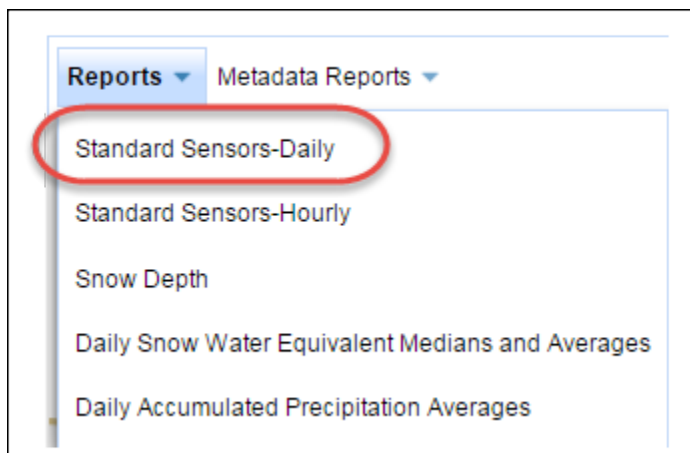 Reports Metadata Reports
Standard Sensors-Daily
Standard Sensors-Hourly
Snow Depth
Daily Snow Water Equivalent Medians and Averages
Daily Accumulated Precipitation Averages